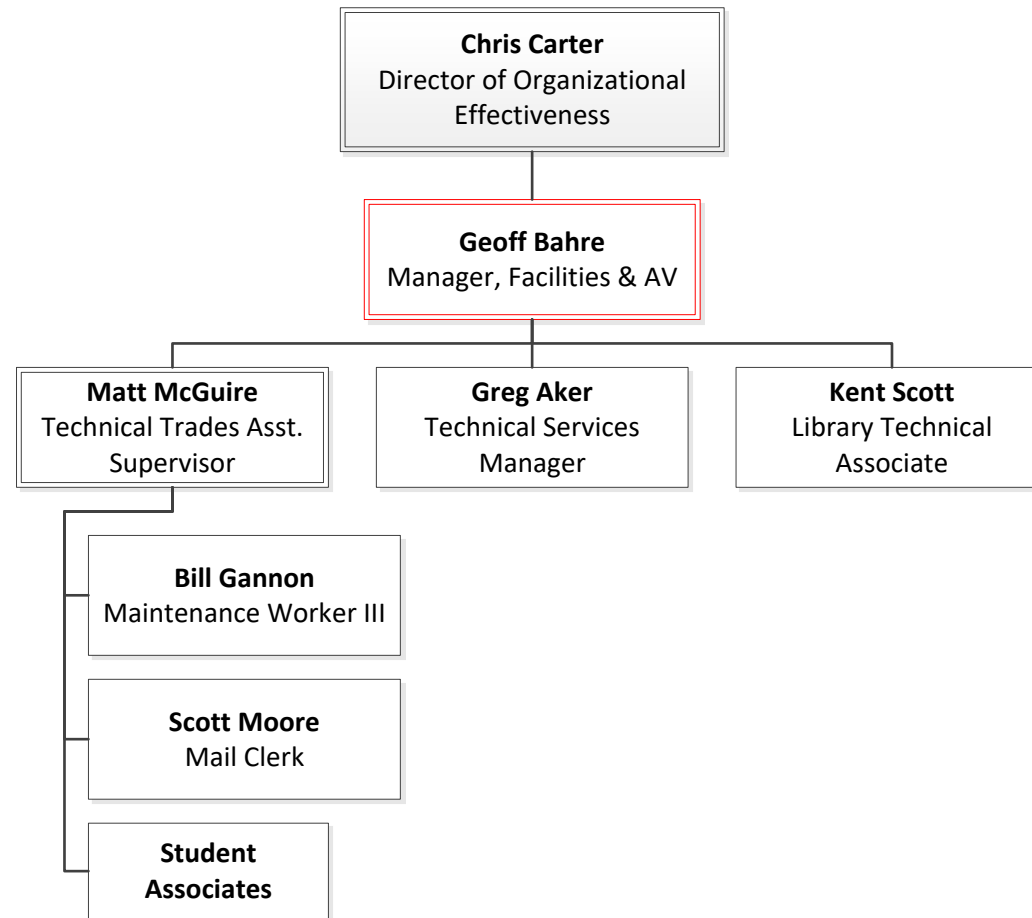 Chris Carter
Director of Organizational
Effectiveness
Geoff Bahre
Manager, Facilities & AV
Matt McGuire
Technical Trades Asst.
Supervisor
Greg Aker
Technical Services
Manager
Kent Scott
Library Technical
Associate
Bill Gannon
Maintenance Worker III
Scott Moore
Mail Clerk
Student
Associates